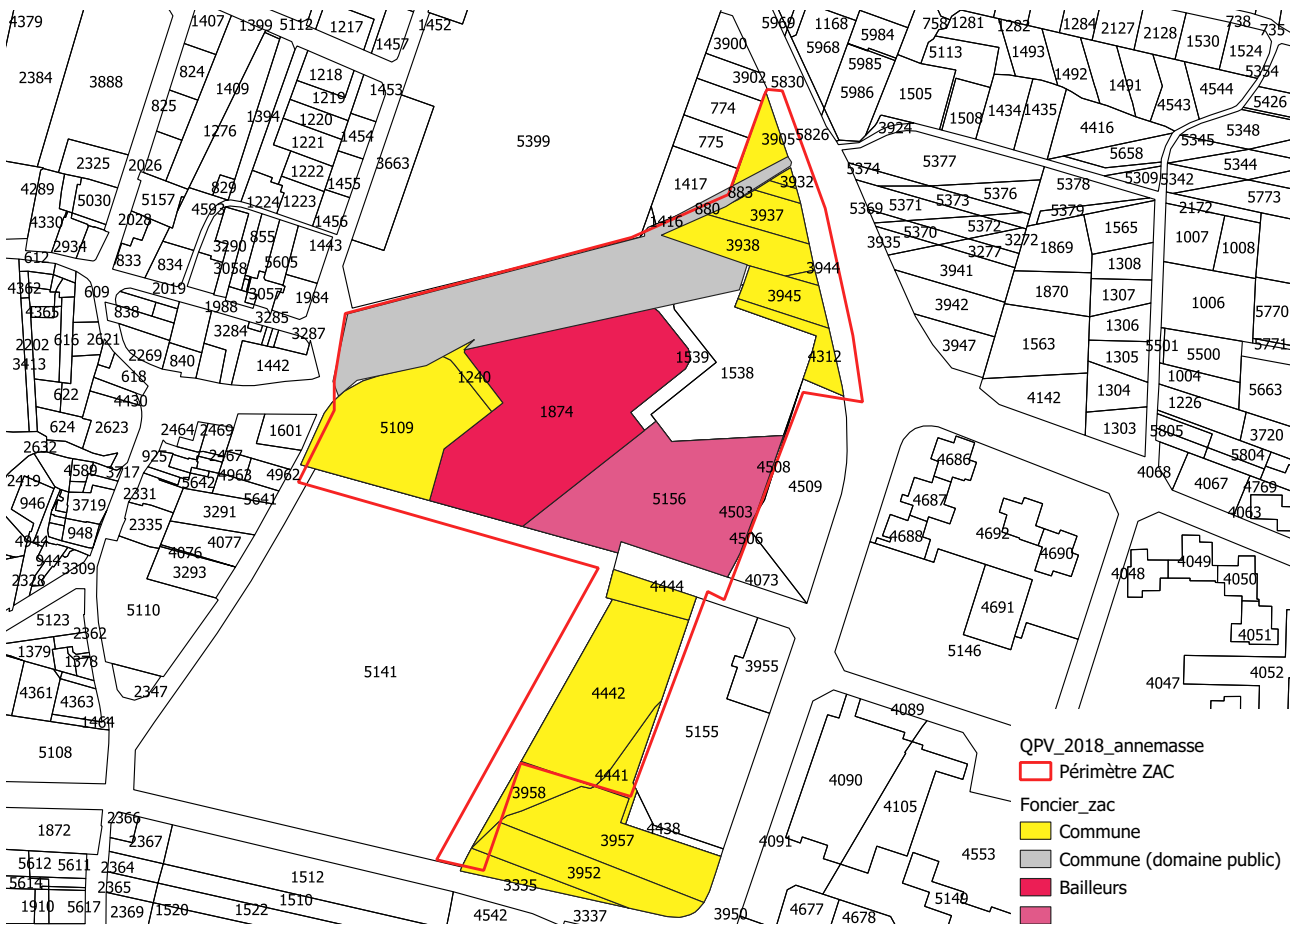 4379 1407 1399 5112 1217 1452 5969 1168 5984 758 1281 1282 1284 2127 2128 738 735
1457 3900 5968 5113 1493 1530 1524
2384 3888 824 1409 1218 1453 3902 5830 5985 1492 1491 4544 5354
825 1394 1219 774 5986 1505 1508 1434 1435 4543 5426
1276 1220 1454 5399 775 3905 5826 3924 4416 5345 5348
2325 2026 1221 3663 5374 5377 5658 5344
4289 5030 5157 829 1222 1455 1417 883 3932 5376 5378 5309 5342 5773
4330 2028 4593 1224 1223 1456 1416 880 3937 5369 5371 5373 5379 2172
2934 3290 855 1443 3938 3935 5370 5372 3272 1869 1565 1007 1008
612 833 834 3058 5605 3944 3941 3277 1308
4362 609 2019 3057 1984 3945 3942 1870 1307 1006 5770
4365 838 1988 3285 1306
2202 616 2621 3284 3287 3947 1563 5501 5771
3413 2269 840 1442 1539 1538 4312 1305 5500
618 1240 1004 5663
622 4430 1874 4142 1304 1226
624 2623 2464 2469 1601 5109 1303 5805 3720
2632 925 2467 4508 4686 5804
2419 4589 3717 5642 4963 4962 4509 4068 4067 4769
946 3719 2331 5641 5156 4503 4687 4063
948 2335 3291 4506 4688 4692
4944 944 4076 4077 4690 4049
2328 3309 3293 4444 4073 4048 4050
5123 5110 4691 4051
2362
1379 1378 5141 3955 5146 4052
4361 4363 2347 4442 4047
1464 5155 4089
5108 QPV_2018_annemasse
4441 4090 Périmètre ZAC
3958 4105 Foncier_zac
1872 2366 2367 4438 3957 4091 Commune
5612 5611 2364 1512 3952 4553 Commune (domaine public)
5614 2365 3335 Bailleurs
1910 5617 2369 1520 1522 1510 4542 3337 3950 4677 4678 5149